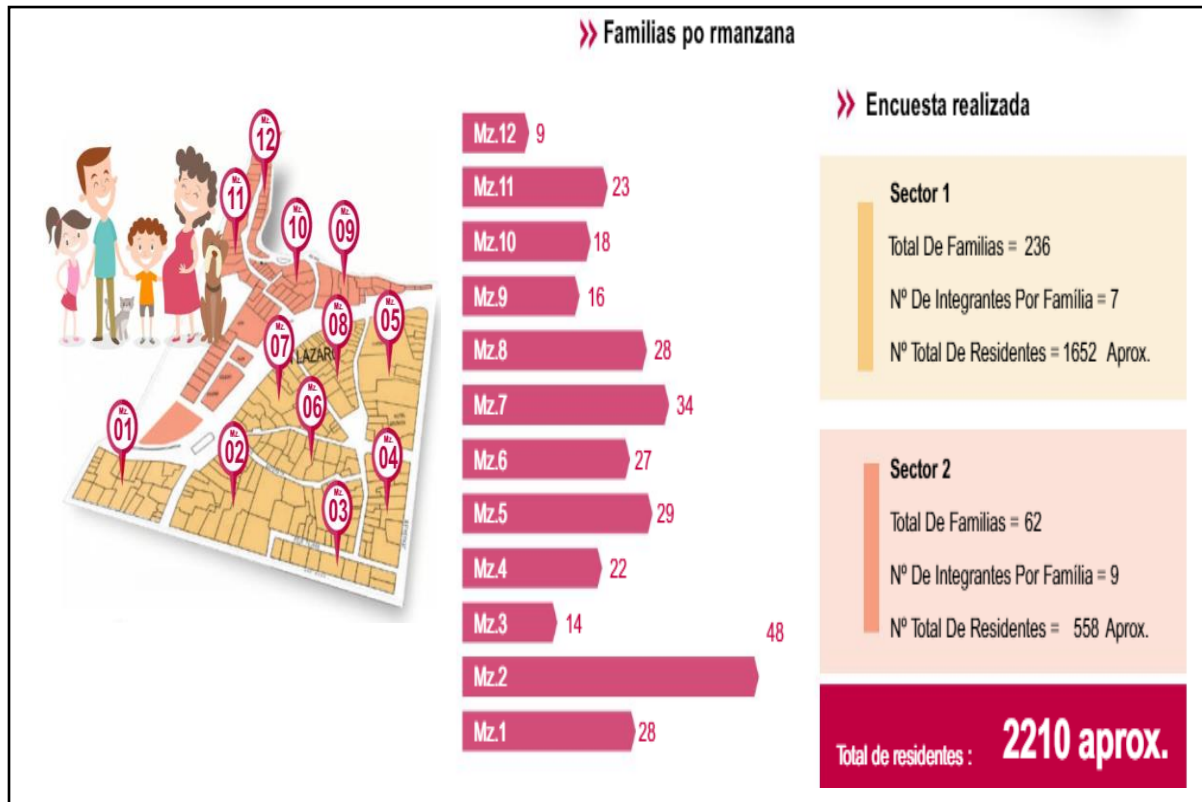 Familias po rmanzana
Mz. 12
Mz. 11
Mz. 10
Mz. 09
Mz. 08
Mz. 05
Mz. 07
LAZAR
Mz. 06
Mz. 01
Mz. 02
Mz. 04
Mz. 03
Mz.12 9
Mz.11 23
Mz.10 18
Mz.9 16
Mz.8 28
Mz.7 34
Mz.6 27
Mz.5 29
Mz.4 22
Mz.3 14
Mz.2 48
Mz.1 28
Encuesta realizada
Sector 1
Total De Familias = 236
Nº De Integrantes Por Família = 7
Nº Total De Residentes = 1652 Aprox.
Sector 2
Total De Familias = 62
Nº De Integrantes Por Família = 9
Nº Total De Residentes = 558 Aprox.
Total de residentes : 2210 aprox.